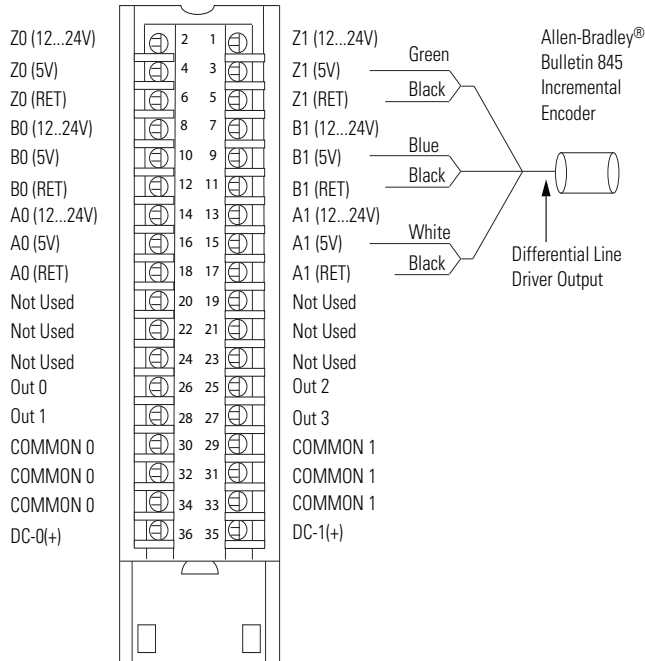 Z0 (12...24V) 2 1 Z1 (12...24V)
Z0 (5V) 4 3 Z1 (5V) Green
Z0 (RET) 6 5 Z1 (RET) Black
B0 (12..24V) 8 7 B1 (12...24V)
B0 (5V) 10 9 B1 (5V) Blue
B0 (RET) 12 11 B1 (RET) Black
A0 (12...24V) 14 13 A1 (12...24V)
A0 (5V) 16 15 A1 (5V) White
A0 (RET) 18 17 A1 (RET) Black
Not Used 20 19 Not Used
Not Used 22 21 Not Used
Not Used 24 23 Not Used
Out 0 26 25 Out 2
Out 1 28 27 Out 3
COMMON 0 30 29 COMMON 1
COMMON 0 32 31 COMMON 1
COMMON 0 34 33 COMMON 1
DC-0(+) 36 35 DC-1(+)
Allen-Bradley®
Bulletin 845
Incremental
Encoder
Differential Line
Driver Output